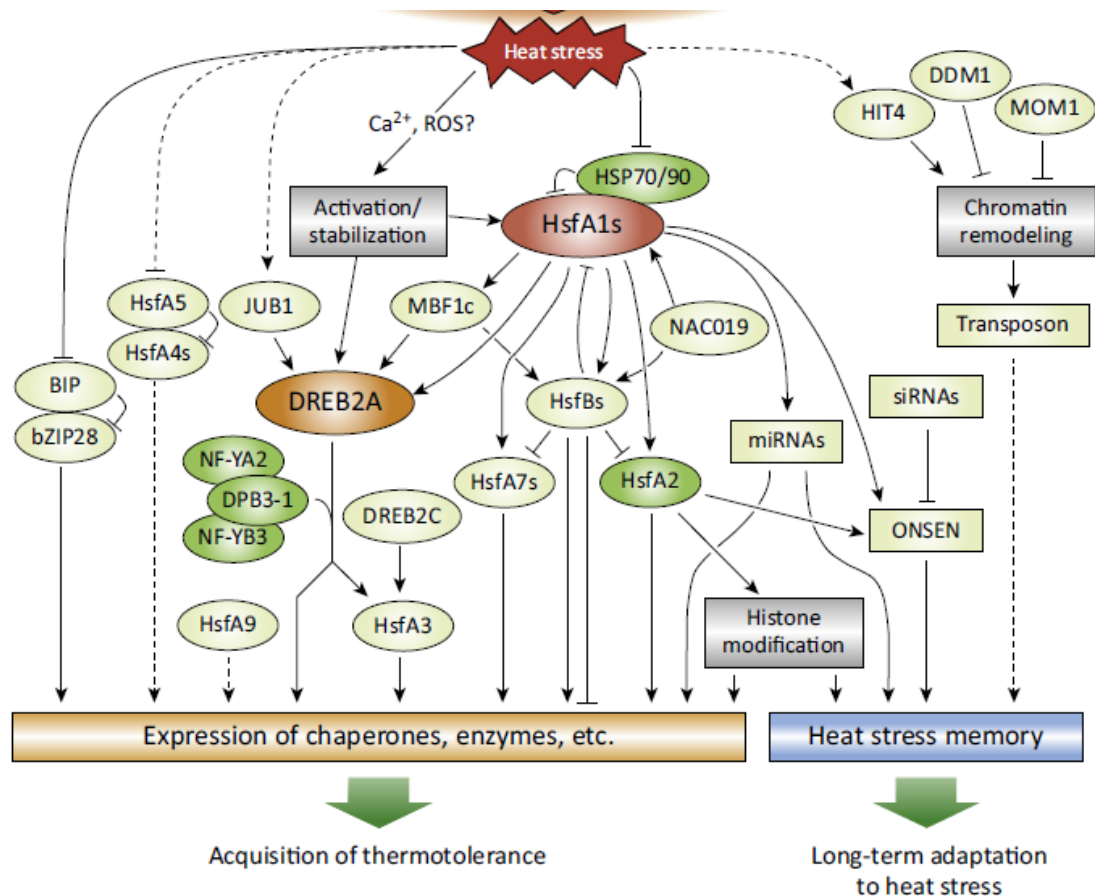 Heat stress
DDM1
HIT4
MOM1
Ca²⁺, ROS?
HSP70/90
Activation/
stabilization
HsfA1s
Chromatin
remodeling
HsfA5
JUB1
MBF1c
NAC019
Transposon
HsfA4s
BIP
DREB2A
HsfBs
siRNAs
bZIP28
miRNAs
NF-YA2
HsfA7s
HsfA2
DPB3-1
DREB2C
NF-YB3
ONSEN
HsfA9
HsfA3
Histone
modification
Expression of chaperones, enzymes, etc.
Heat stress memory
Acquisition of thermotolerance
Long-term adaptation
to heat stress